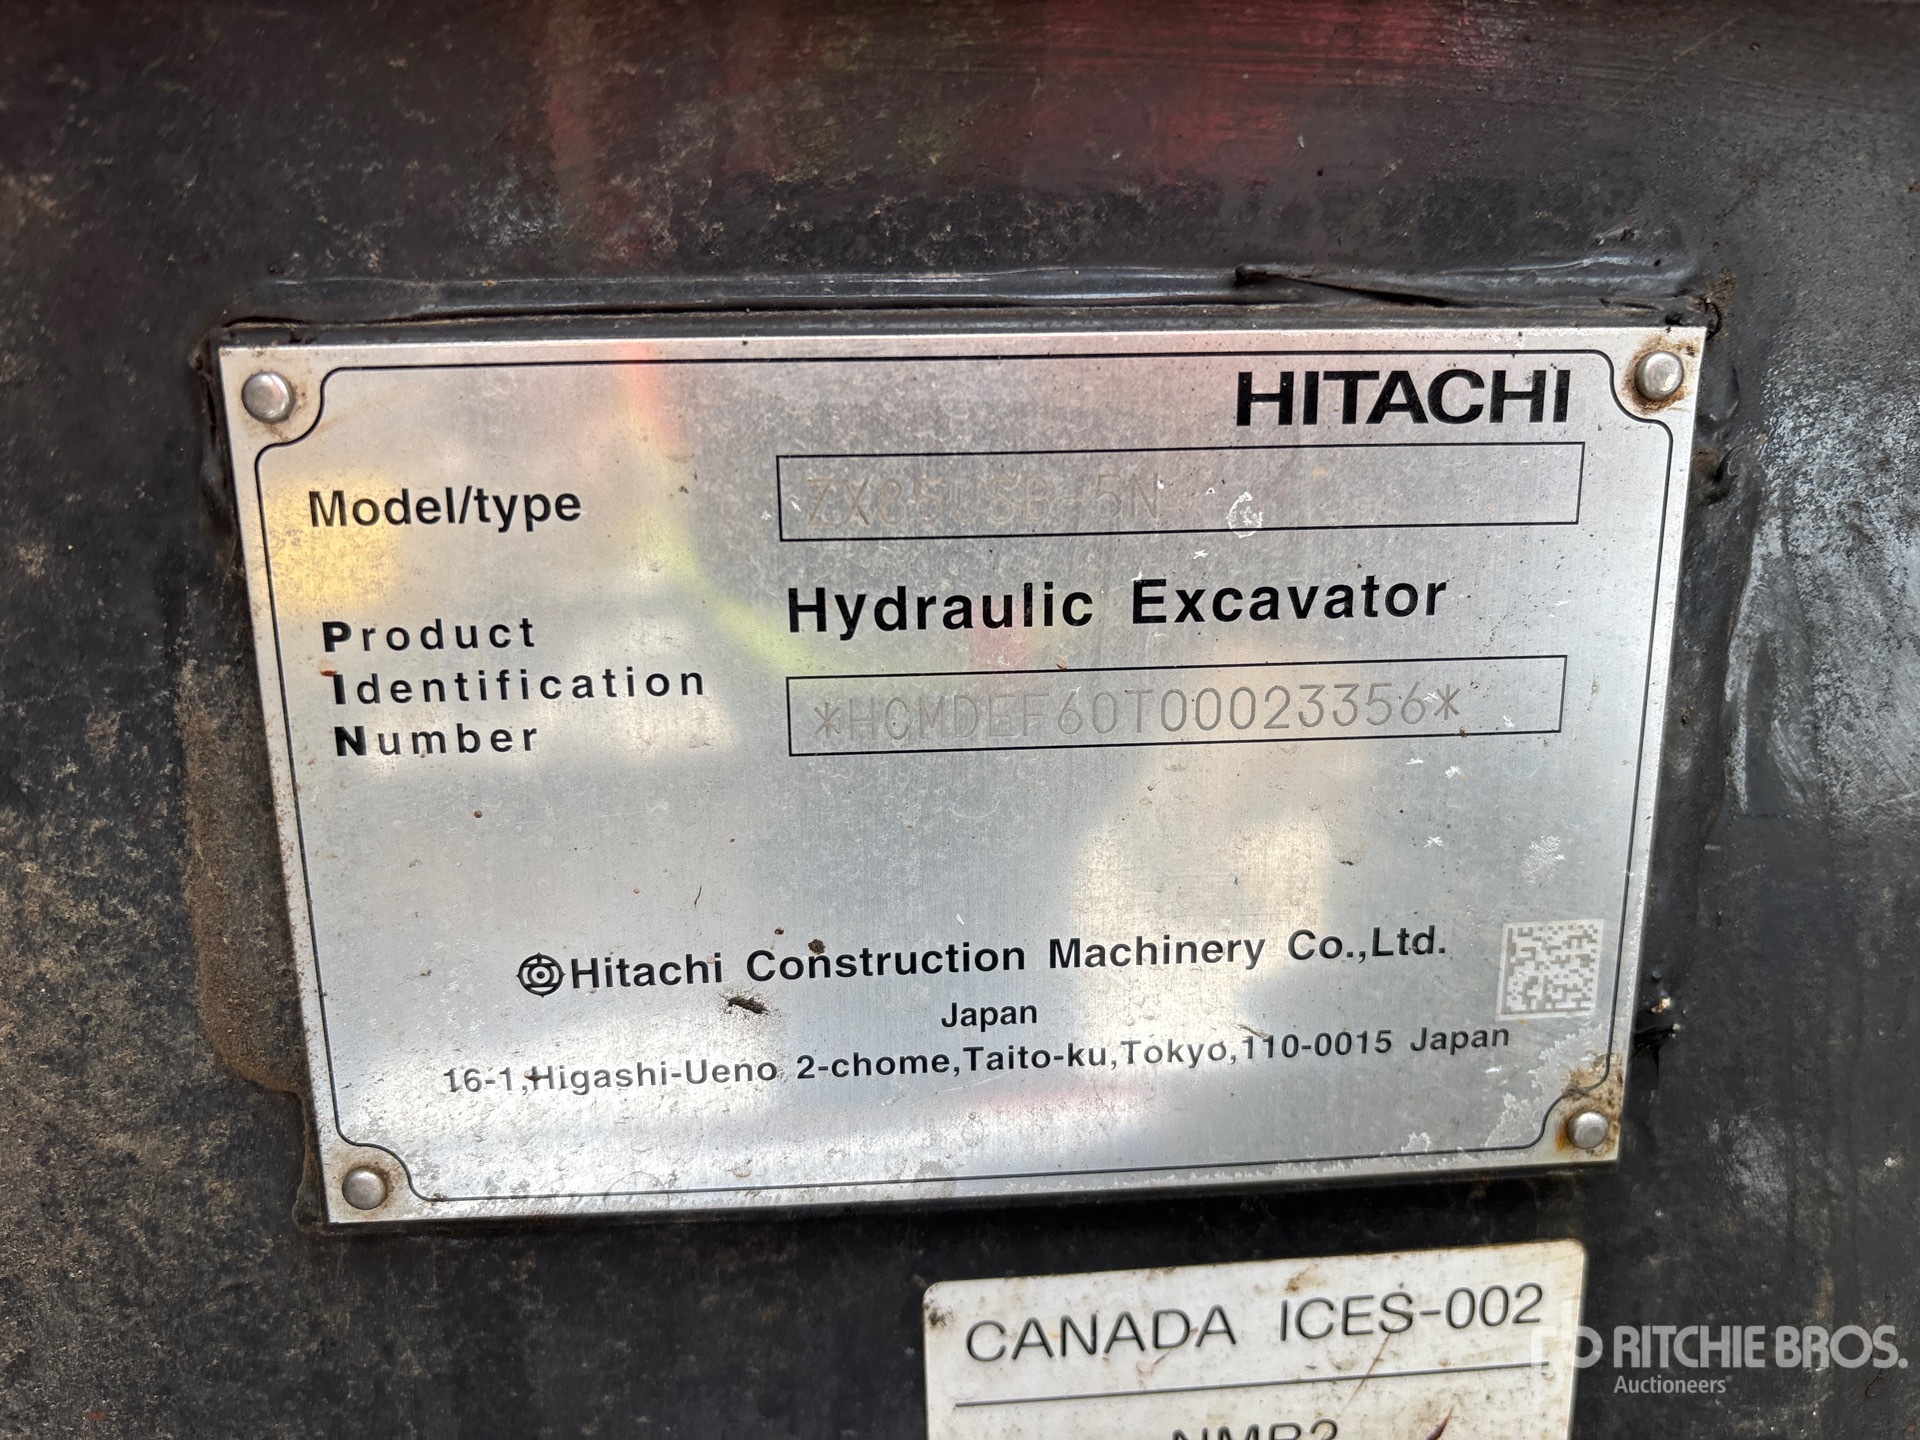 HITACHI
Model/type ZX85USB-5N
Hydraulic Excavator
Product
Identification
Number *HCMDEF60T00023356*
Hitachi Construction Machinery Co.,Ltd.
Japan
16-1,Higashi-Ueno 2-chome,Taito-ku,Tokyo,110-0015 Japan
CANADA ICES-002
NMB2
RITCHIE BROS.
Auctioneers